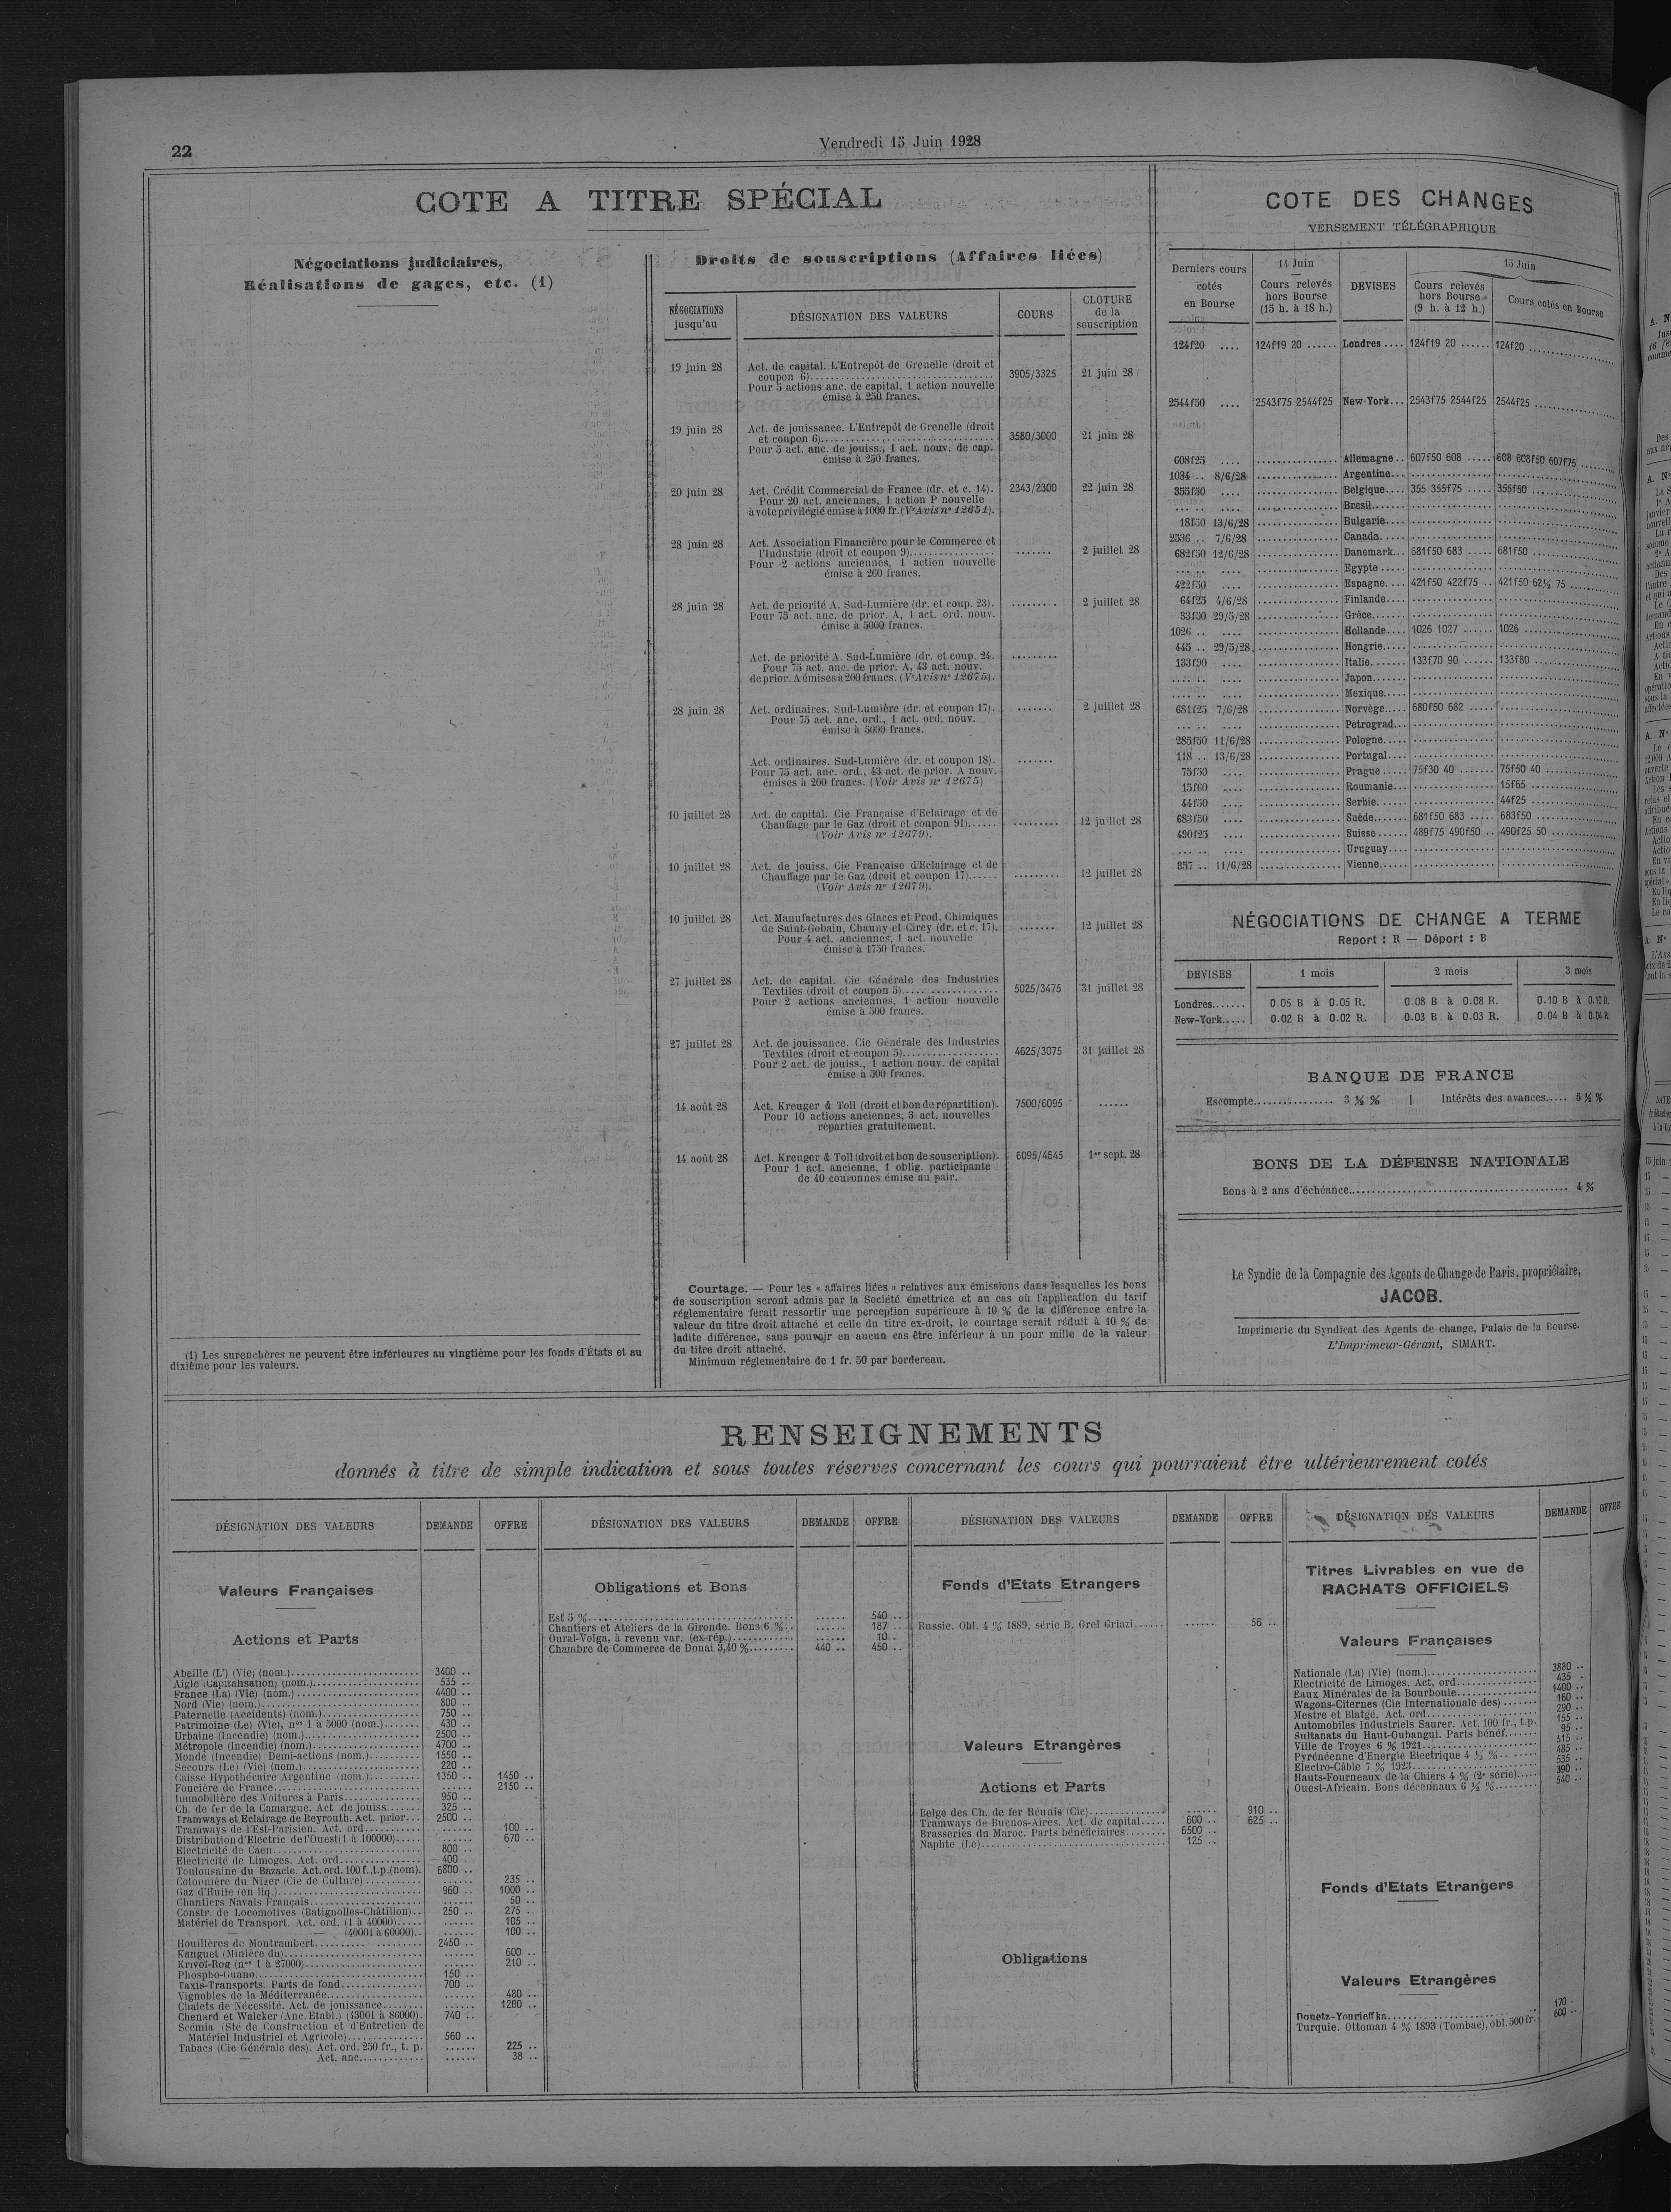 22
Vendredi 15 Juin 1928
COTE A TITRE SPÉCIAL
Négociations judiciaires,
Réalisations de gages, etc. (1)
(1) Les surenchères ne peuvent être inférieures au vingtième pour les fonds d'États et au
dixième pour les valeurs.
Droits de souscriptions (Affaires liées)
NÉGOCIATIONS jusqu'au | DÉSIGNATION DES VALEURS | COURS | CLOTURE de la souscription
19 juin 28 Act. de capital. L'Entrepôt de Grenelle (droit et
coupon 6)........ 3905/3325 21 juin 28
Pour 5 actions anc. de capital, 1 action nouvelle
émise à 250 francs.
19 juin 28 Act. de jouissance. L'Entrepôt de Grenelle (droit
et coupon 6)........ 3580/3000 21 juin 28
Pour 5 act. anc. de jouiss., 1 act. nouv. de cap.
émise à 250 francs.
20 juin 28 Act. Crédit Commercial de France (dr. et c. 14). 2343/2300 22 juin 28
Pour 20 act. anciennes, 1 action P nouvelle
à vote privilégié émise à 1000 fr. (Vr Avis n° 12651).
28 juin 28 Act. Association Financière pour le Commerce et
l'Industrie (droit et coupon 9)........ ....... 2 juillet 28
Pour 2 actions anciennes, 1 action nouvelle
émise à 260 francs.
28 juin 28 Act. de priorité A. Sud-Lumière (dr. et coup. 23). ......... 2 juillet 28
Pour 75 act. anc. de prior. A, 1 act. ord. nouv.
émise à 5000 francs.
Act. de priorité A. Sud-Lumière (dr. et coup. 24. .........
Pour 75 act. anc. de prior. A, 43 act. nouv.
de prior. A émises à 200 francs. (Vr Avis n° 12675).
28 juin 28 Act. ordinaires. Sud-Lumière (dr. et coupon 17). ....... 2 juillet 28
Pour 75 act. anc. ord., 1 act. ord. nouv.
émise à 5000 francs.
Act. ordinaires. Sud-Lumière (dr. et coupon 18). .......
Pour 75 act. anc. ord., 43 act. de prior. A nouv.
émises à 200 francs. (Voir Avis n° 12675)
10 juillet 28 Act. de capital. Cie Française d'Eclairage et de
Chauffage par le Gaz (droit et coupon 91)...... ......... 12 juillet 28
(Voir Avis n° 12679).
10 juillet 28 Act. de jouiss. Cie Française d'Eclairage et de
Chauffage par le Gaz (droit et coupon 17)...... ......... 12 juillet 28
(Voir Avis n° 12679).
10 juillet 28 Act. Manufactures des Glaces et Prod. Chimiques
de Saint-Gobain, Chauny et Cirey (dr. et c. 17). ....... 12 juillet 28
Pour 4 act. anciennes, 1 act. nouvelle
émise à 1750 francs.
27 juillet 28 Act. de capital. Cie Générale des Industries
Textiles (droit et coupon 5)........ 5025/3475 31 juillet 28
Pour 2 actions anciennes, 1 action nouvelle
émise à 500 francs.
27 juillet 28 Act. de jouissance. Cie Générale des Industries
Textiles (droit et coupon 5)........ 4625/3075 31 juillet 28
Pour 2 act. de jouiss., 1 action nouv. de capital
émise à 500 francs.
14 août 28 Act. Kreuger & Toll (droit et bon de répartition). 7500/6095 ......
Pour 10 actions anciennes, 3 act. nouvelles
réparties gratuitement.
14 août 28 Act. Kreuger & Toll (droit et bon de souscription). 6095/4645 1er sept. 28
Pour 1 act. ancienne, 1 oblig. participante
de 40 couronnes émise au pair.
Courtage. — Pour les « affaires liées » relatives aux émissions dans lesquelles les bons
de souscription seront admis par la Société émettrice et au cas où l'application du tarif
réglementaire ferait ressortir une perception supérieure à 10 % de la différence entre la
valeur du titre droit attaché et celle du titre ex-droit, le courtage serait réduit à 10 % de
ladite différence, sans pouvoir en aucun cas être inférieur à un pour mille de la valeur
du titre droit attaché.
Minimum réglementaire de 1 fr. 50 par bordereau.
COTE DES CHANGES
VERSEMENT TÉLÉGRAPHIQUE
Derniers cours cotés en Bourse | 14 Juin — Cours relevés hors Bourse (15 h. à 18 h.) | DEVISES | 15 Juin — Cours relevés hors Bourse (9 h. à 12 h.) | Cours cotés en Bourse
124f20 .... 124f19 20 ...... Londres .... 124f19 20 ...... 124f20 ......
2544f50 .... 2543f75 2544f25 New-York... 2543f75 2544f25 2544f25 ......
608f25 .... Allemagne.. 607f50 608 ..... 608 608f50 607f75 ......
1084 .. 8/6/28 Argentine...
355f50 .... Belgique.... 355 355f75 ..... 355f50 ......
Bresil......
18f50 13/6/28 Bulgarie....
2536 .. 7/6/28 Canada.....
682f50 12/6/28 Danemark... 681f50 683 ..... 681f50 ......
Egypte .....
422f50 .... Espagne.... 421f50 422f75 .. 421f50 62½ 75 ......
64f25 4/6/28 Finlande....
33f50 29/5/28 Grèce......
1026 .. .... Hollande.... 1026 1027 ...... 1026 ......
445 .. 29/5/28 Hongrie.....
133f90 .... Italie....... 133f70 90 ...... 133f80 ......
Japon.......
Mexique.....
681f25 7/6/28 Norvège.... 680f50 682 .....
Pétrograd...
285f50 11/6/28 Pologne.....
118 .. 13/6/28 Portugal....
75f50 .... Prague ..... 75f30 40 ....... 75f50 40 ......
15f60 .... Roumanie... 15f65 ......
44f50 .... Serbie...... 44f25 ......
683f50 .... Suède....... 681f50 683 ..... 683f50 ......
490f25 .... Suisse ...... 489f75 490f50 .. 490f25 50 ......
Uruguay....
357 .. 11/6/28 Vienne.....
NÉGOCIATIONS DE CHANGE A TERME
Report : R — Déport : B
DEVISES | 1 mois | 2 mois | 3 mois
Londres....... 0.05 B à 0.05 R. 0.08 B à 0.08 R. 0.10 B à 0.10 R.
New-York..... 0.02 B à 0.02 R. 0.03 B à 0.03 R. 0.04 B à 0.04 R.
BANQUE DE FRANCE
Escompte................ 3 ½ % | Intérêts des avances..... 5 ½ %
BONS DE LA DÉFENSE NATIONALE
Bons à 2 ans d'échéance........ 4 %
Le Syndic de la Compagnie des Agents de Change de Paris, propriétaire,
JACOB.
Imprimerie du Syndicat des Agents de change, Palais de la Bourse.
L'Imprimeur-Gérant, SIMART.
RENSEIGNEMENTS
donnés à titre de simple indication et sous toutes réserves concernant les cours qui pourraient être ultérieurement cotés
DÉSIGNATION DES VALEURS | DEMANDE | OFFRE
Valeurs Françaises
Actions et Parts
Abeille (L') (Vie) (nom.)........ 3400 ..
Aigle (Capitalisation) (nom.)........ 535 ..
France (La) (Vie) (nom.)........ 4400 ..
Nord (Vie) (nom.)........ 800 ..
Paternelle (Accidents) (nom.)........ 750 ..
Patrimoine (Le) (Vie), nos 1 à 5000 (nom.)....... 430 ..
Urbaine (Incendie) (nom.)........ 2500 ..
Métropole (Incendie) (nom.)........ 4700 ..
Monde (Incendie) Demi-actions (nom.)........ 1550 ..
Secours (Le) (Vie) (nom.)........ 220 ..
Caisse Hypothécaire Argentine (nom.)........ 1350 .. 1450 ..
Foncière de France........ ...... 2150 ..
Immobilière des Voitures à Paris........ 950 ..
Ch. de fer de la Camargue. Act. de jouiss....... 325 ..
Tramways et Eclairage de Beyrouth. Act. prior... 2500 ..
Tramways de l'Est-Parisien. Act. ord........ ...... 100 ..
Distribution d'Electric de l'Ouest (1 à 100000)..... ...... 670 ..
Electricité de Caen........ 800 ..
Electricité de Limoges. Act. ord........ 400 ..
Toulousaine du Bazacle. Act. ord. 100 f., t.p. (nom). 6800 ..
Cotonnière du Niger (Cie de Culture)........ ...... 235 ..
Gaz d'Huile (en liq.)........ 960 .. 1000 ..
Chantiers Navals Français........ ...... 50 ..
Constr. de Locomotives (Batignolles-Châtillon).. 250 .. 275 ..
Matériel de Transport. Act. ord. (1 à 40000)..... ...... 105 ..
— — (40001 à 60000).. ...... 100 ..
Houillères de Montrambert........ 2450 ..
Kanguet (Minière du)........ ...... 600 ..
Krivoï-Rog (nos 1 à 27000)........ ...... 210 ..
Phospho-Guano........ 150 ..
Taxis-Transports. Parts de fond........ 700 ..
Vignobles de la Méditerranée........ ...... 480 ..
Chalets de Nécessité. Act. de jouissance........ ...... 1200 ..
Chenard et Walcker (Anc. Etabl.) (43001 à 86000). 740 ..
Scémia (Sté de Construction et d'Entretien de
Matériel Industriel et Agricole)........ 560 ..
Tabacs (Cie Générale des). Act. ord. 250 fr., t. p. ...... 225 ..
— Act. anc........ ...... 38 ..
DÉSIGNATION DES VALEURS | DEMANDE | OFFRE
Obligations et Bons
Est 5 %........ ...... 540 ..
Chantiers et Ateliers de la Gironde. Bons 6 %... ...... 187 ..
Oural-Volga, à revenu var. (ex-rép.)........ ...... 10 ..
Chambre de Commerce de Douai 3,40 %........ 440 .. 450 ..
DÉSIGNATION DES VALEURS | DEMANDE | OFFRE
Fonds d'Etats Etrangers
Russie. Obl. 4 % 1889, série B. Orel Griazi...... ...... 56 ..
Valeurs Etrangères
Actions et Parts
Belge des Ch. de fer Réunis (Cie)........ ...... 910 ..
Tramways de Buenos-Aires. Act. de capital..... 600 .. 625 ..
Brasseries du Maroc. Parts bénéficiaires........ 6500 ..
Naphte (Le)........ 125 ..
Obligations
DÉSIGNATION DES VALEURS | DEMANDE | OFFRE
Titres Livrables en vue de
RACHATS OFFICIELS
Valeurs Françaises
Nationale (La) (Vie) (nom.)........ 3880 ..
Electricité de Limoges. Act. ord........ 435 ..
Eaux Minérales de la Bourboule........ 1400 ..
Wagons-Citernes (Cie Internationale des)....... 160 ..
Mestre et Blatgé. Act. ord........ 290 ..
Automobiles Industriels Saurer. Act. 100 fr., t.p. 155 ..
Sultanats du Haut-Oubangui. Parts bénéf....... 95 ..
Ville de Troyes 6 % 1921........ 515 ..
Pyrénéenne d'Energie Electrique 4 ½ %........ 485 ..
Electro-Câble 7 % 1923........ 535 ..
Hauts-Fourneaux de la Chiers 4 % (2e série)..... 390 ..
Ouest-Africain. Bons décennaux 6 ½ %........ 540 ..
Fonds d'Etats Etrangers
Valeurs Etrangères
Donetz-Yourieffka........ 170 ..
Turquie. Ottoman 4 % 1893 (Tombac), obl. 500 fr. 600 ..